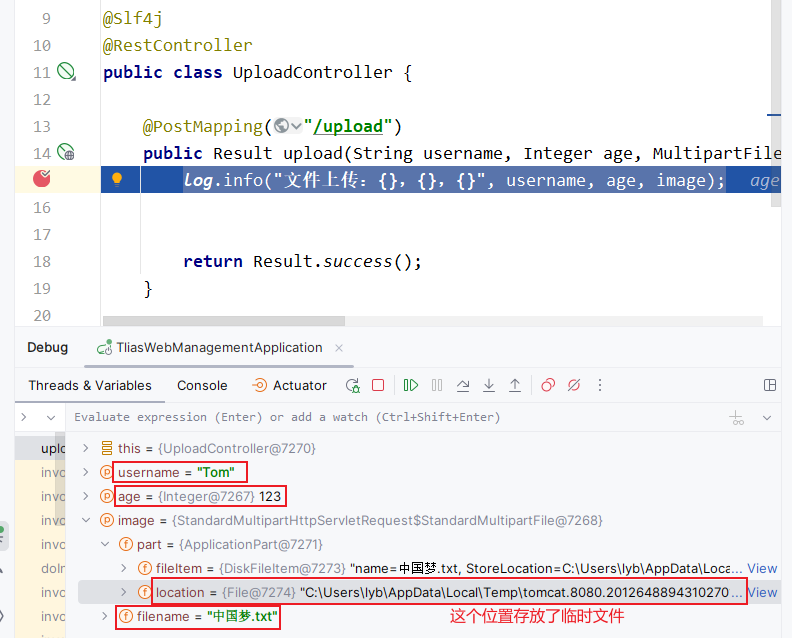 9 @Slf4j
10 @RestController
11 public class UploadController {
12
13 @PostMapping("/upload")
14 public Result upload(String username, Integer age, MultipartFile
log.info("文件上传：{}，{}，{}", username, age, image); age
16
17
18 return Result.success();
19 }
20
Debug TliasWebManagementApplication
Threads & Variables Console Actuator
Evaluate expression (Enter) or add a watch (Ctrl+Shift+Enter)
uplo this = {UploadController@7270}
invo username = "Tom"
invo age = {Integer@7267} 123
invo image = {StandardMultipartHttpServletRequest$StandardMultipartFile@7268}
invo part = {ApplicationPart@7271}
doIn fileItem = {DiskFileItem@7273} "name=中国梦.txt, StoreLocation=C:\Users\lyb\AppData\Loca... View
invo location = {File@7274} "C:\Users\lyb\AppData\Local\Temp\tomcat.8080.2012648894310270... View
invo filename = "中国梦.txt"
这个位置存放了临时文件